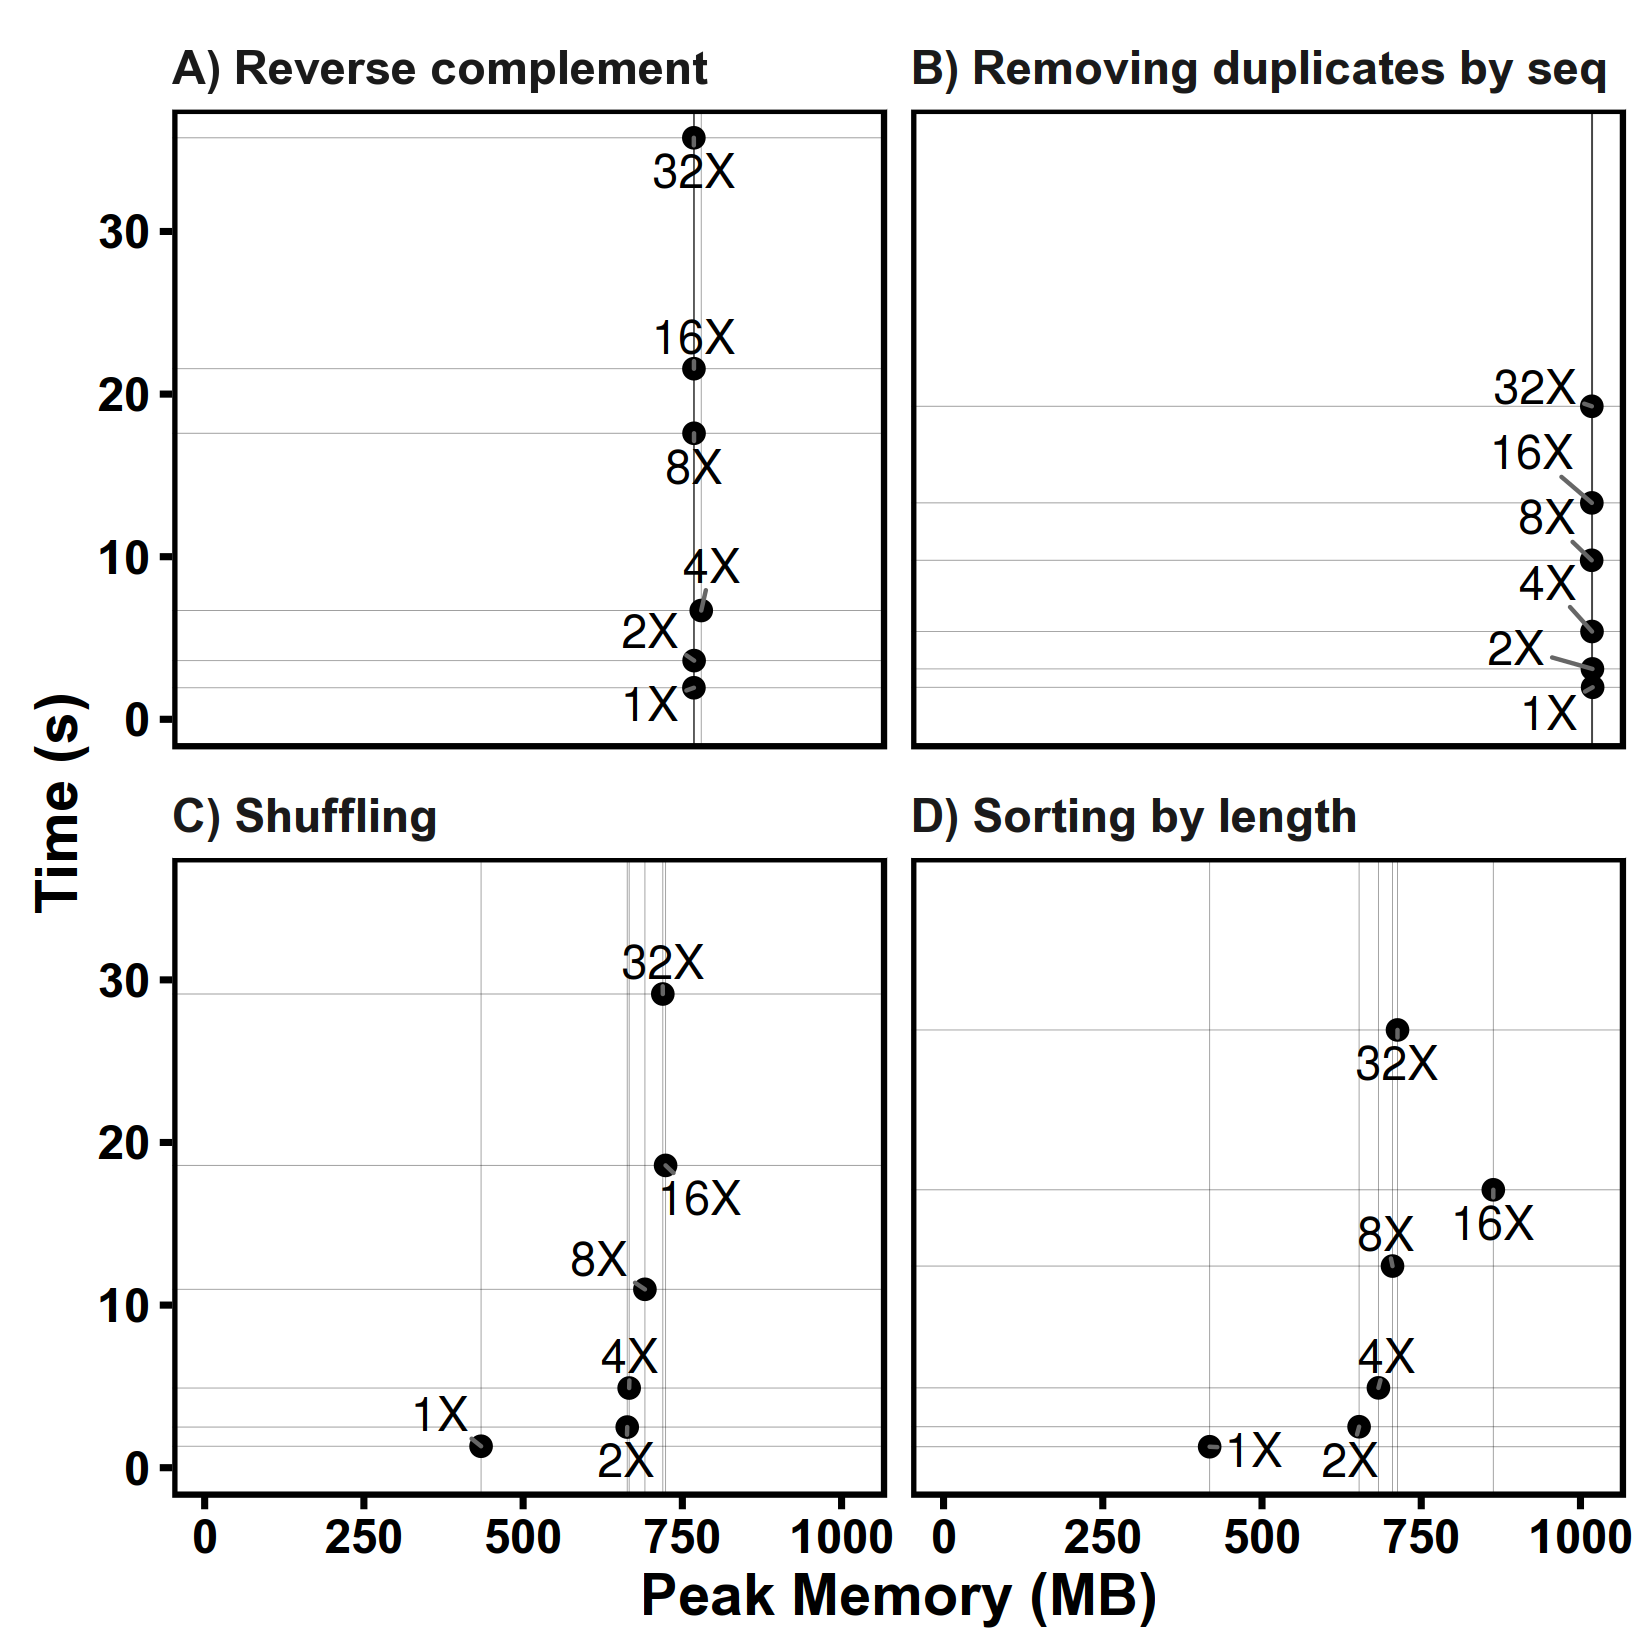 A) Reverse complement
B) Removing duplicates by seq
32X
16X
8X
4X
2X
1X
32X
16X
8X
4X
2X
1X
30
20
10
0
Time (s)
C) Shuffling
D) Sorting by length
32X
16X
8X
4X
1X
2X
32X
16X
8X
4X
1X
2X
30
20
10
0
0 250 500 750 1000
0 250 500 750 1000
Peak Memory (MB)